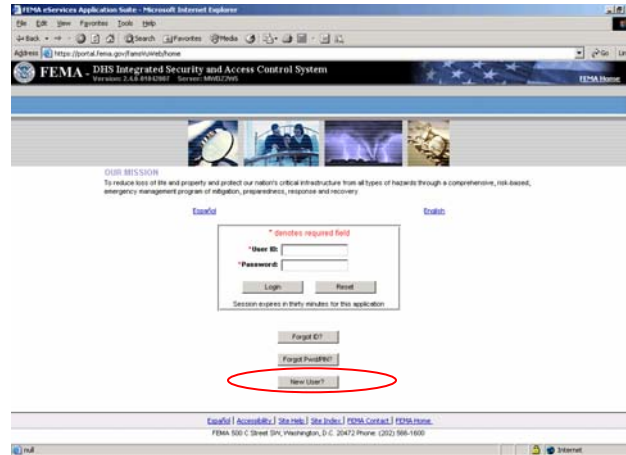 FEMA eServices Application Suite - Microsoft Internet Explorer
File Edit View Favorites Tools Help
Back Search Favorites Media
Address https://portal.fema.gov/famsVuWeb/home Go
FEMA - DHS Integrated Security and Access Control System
FEMA Home
OUR MISSION
To reduce loss of life and property and protect our nation's critical infrastructure from all types of hazards through a comprehensive, risk-based,
emergency management program of mitigation, preparedness, response and recovery
Español English
* denotes required field
*User ID:
*Password:
Login Reset
Session expires in thirty minutes for this application
Forgot ID?
Forgot Pwd/PIN?
New User?
Español | Accessibility | Site Help | Site Index | FEMA Contact | FEMA Home
FEMA 500 C Street SW, Washington, D.C. 20472 Phone: (202) 566-1600
null Internet